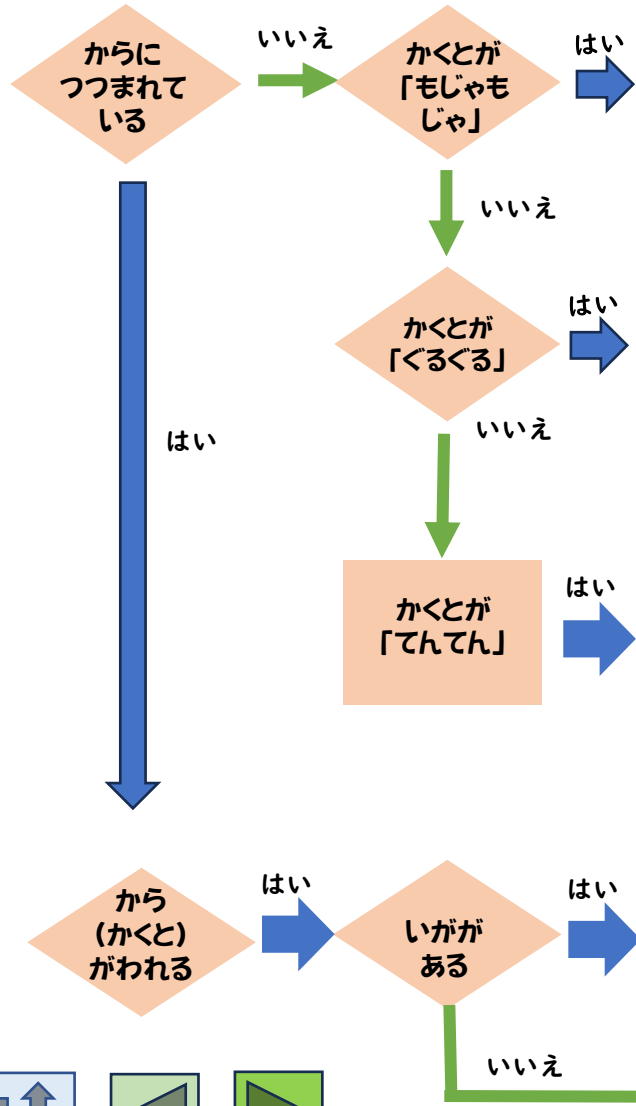 からに
つつまれて
いる
いいえ
かくとが
「もじゃも
じゃ」
はい
いいえ
かくとが
「ぐるぐる」
はい
いいえ
はい
かくとが
「てんてん」
はい
から
(かくと)
がわれる
はい
いがが
ある
はい
いいえ